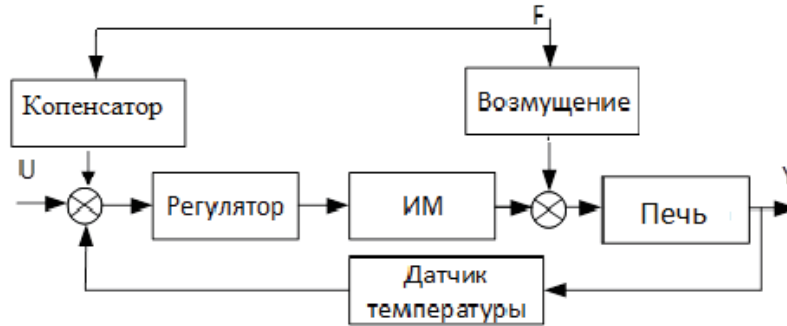 F
Копенсатор
Возмущение
U
Регулятор
ИМ
Печь
Y
Датчик
температуры